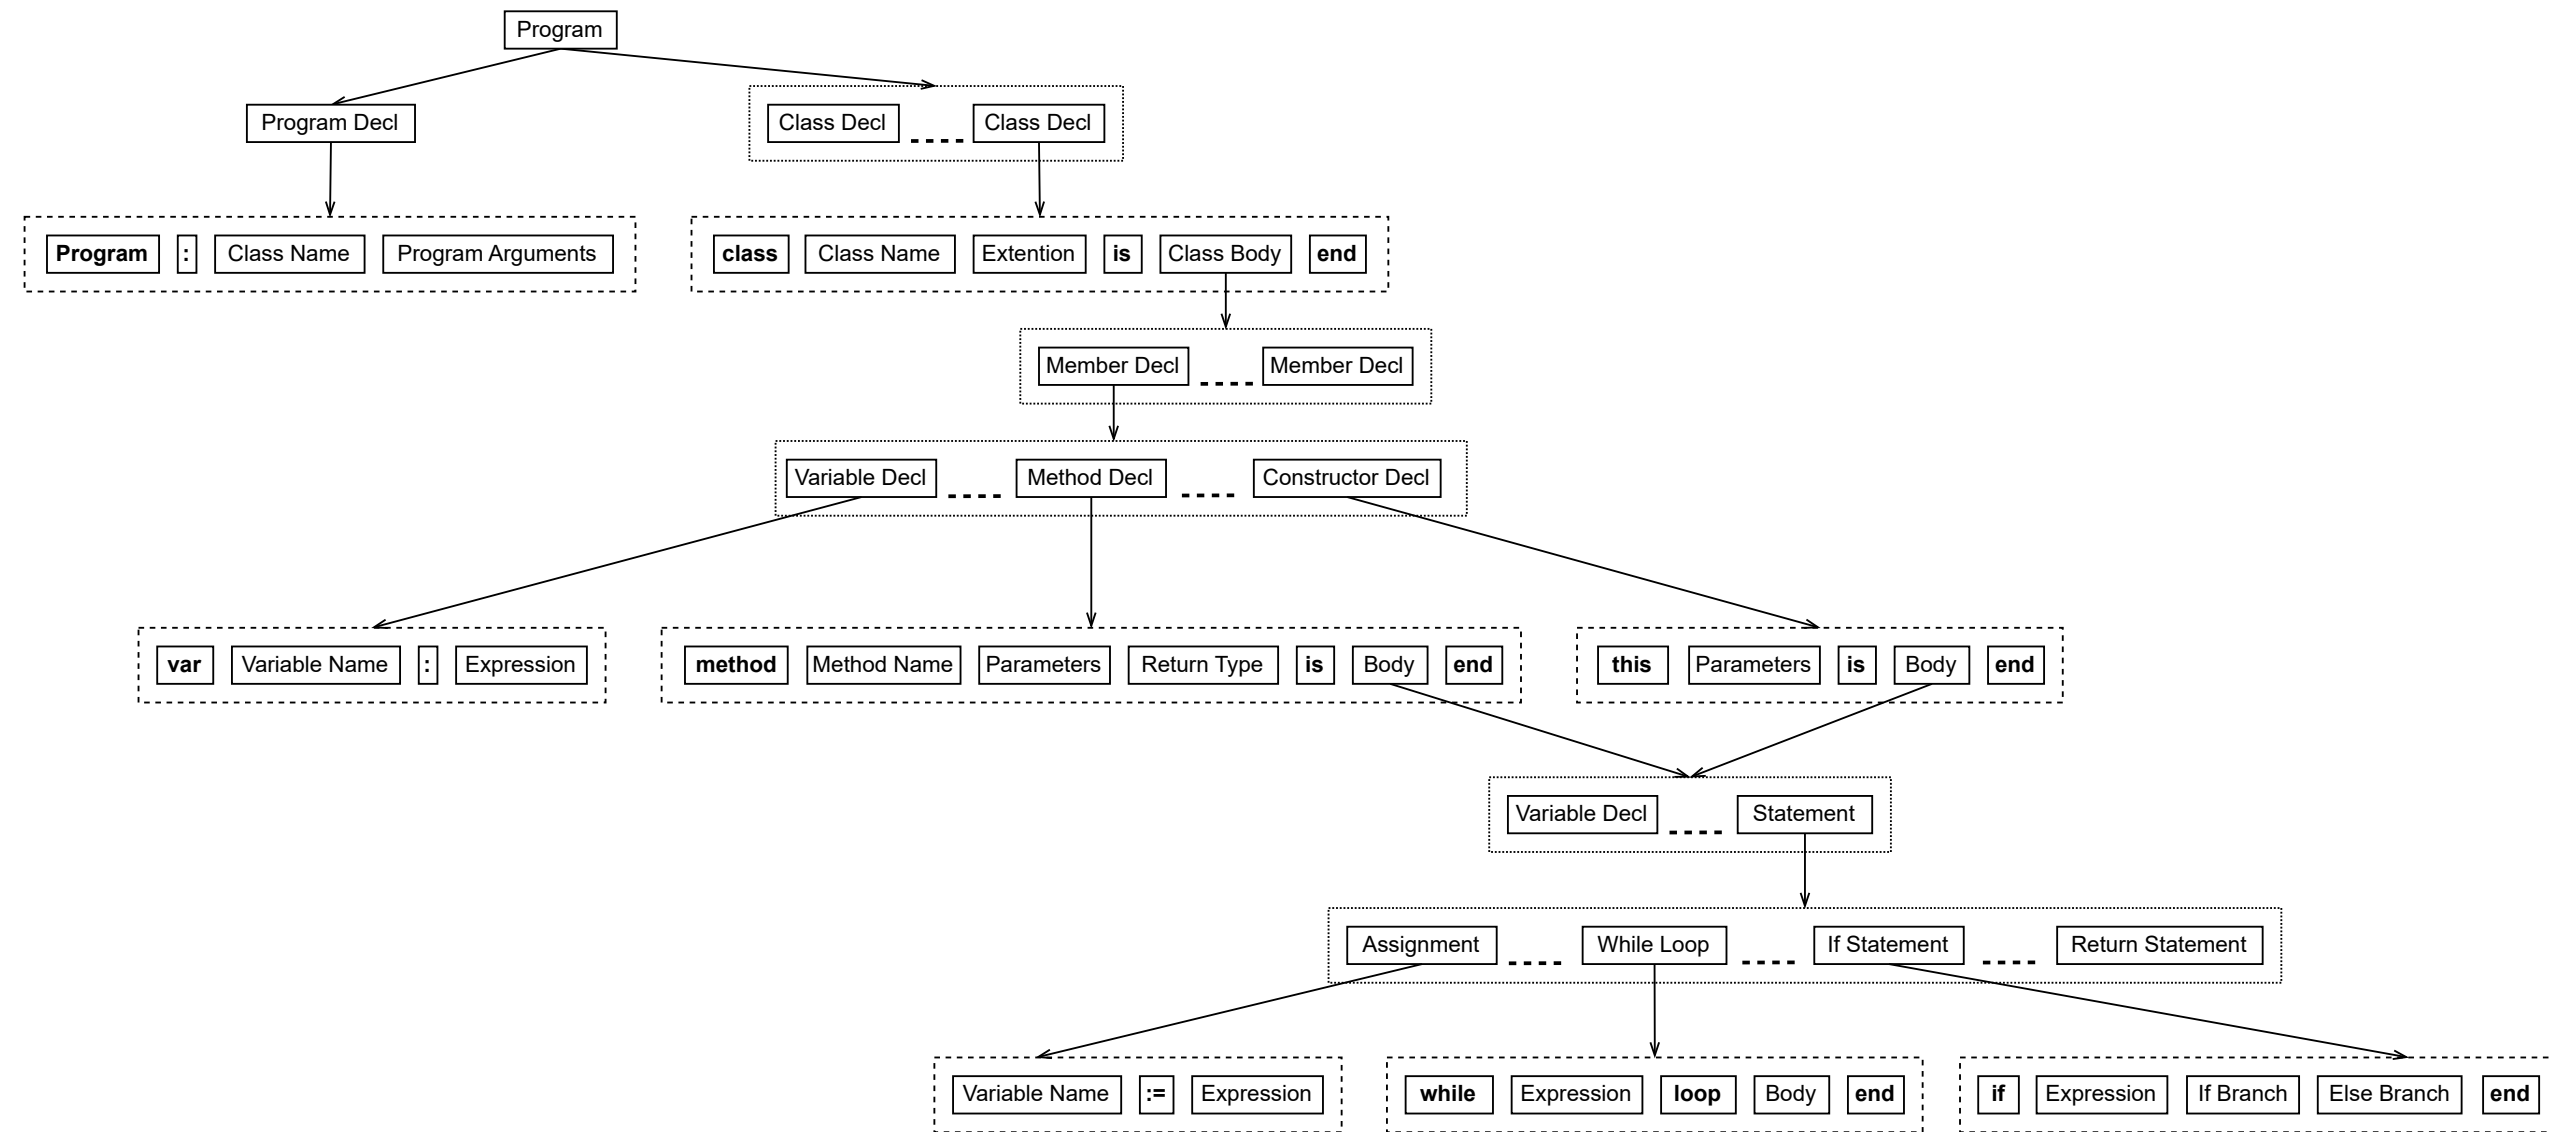 Program
Program Decl
Class Decl Class Decl
Program : Class Name Program Arguments
class Class Name Extention is Class Body end
Member Decl Member Decl
Variable Decl Method Decl Constructor Decl
var Variable Name : Expression
method Method Name Parameters Return Type is Body end
this Parameters is Body end
Variable Decl Statement
Assignment While Loop If Statement Return Statement
Variable Name := Expression
while Expression loop Body end
if Expression If Branch Else Branch end